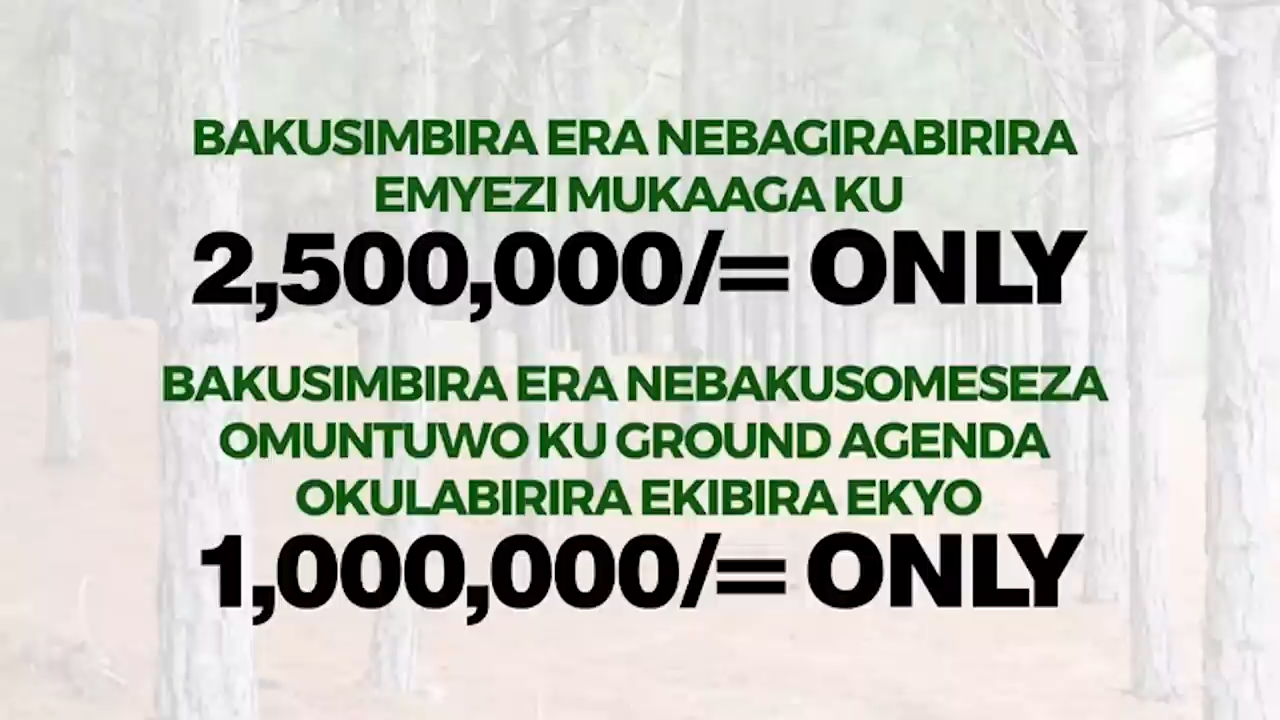 BAKUSIMBIRA ERA NEBAGIRABIRIRA
EMYEZI MUKAAGA KU
2,500,000/= ONLY
BAKUSIMBIRA ERA NEBAKUSOMESEZA
OMUNTUWO KU GROUND AGENDA
OKULABIRIRA EKIBIRA EKYO
1,000,000/= ONLY